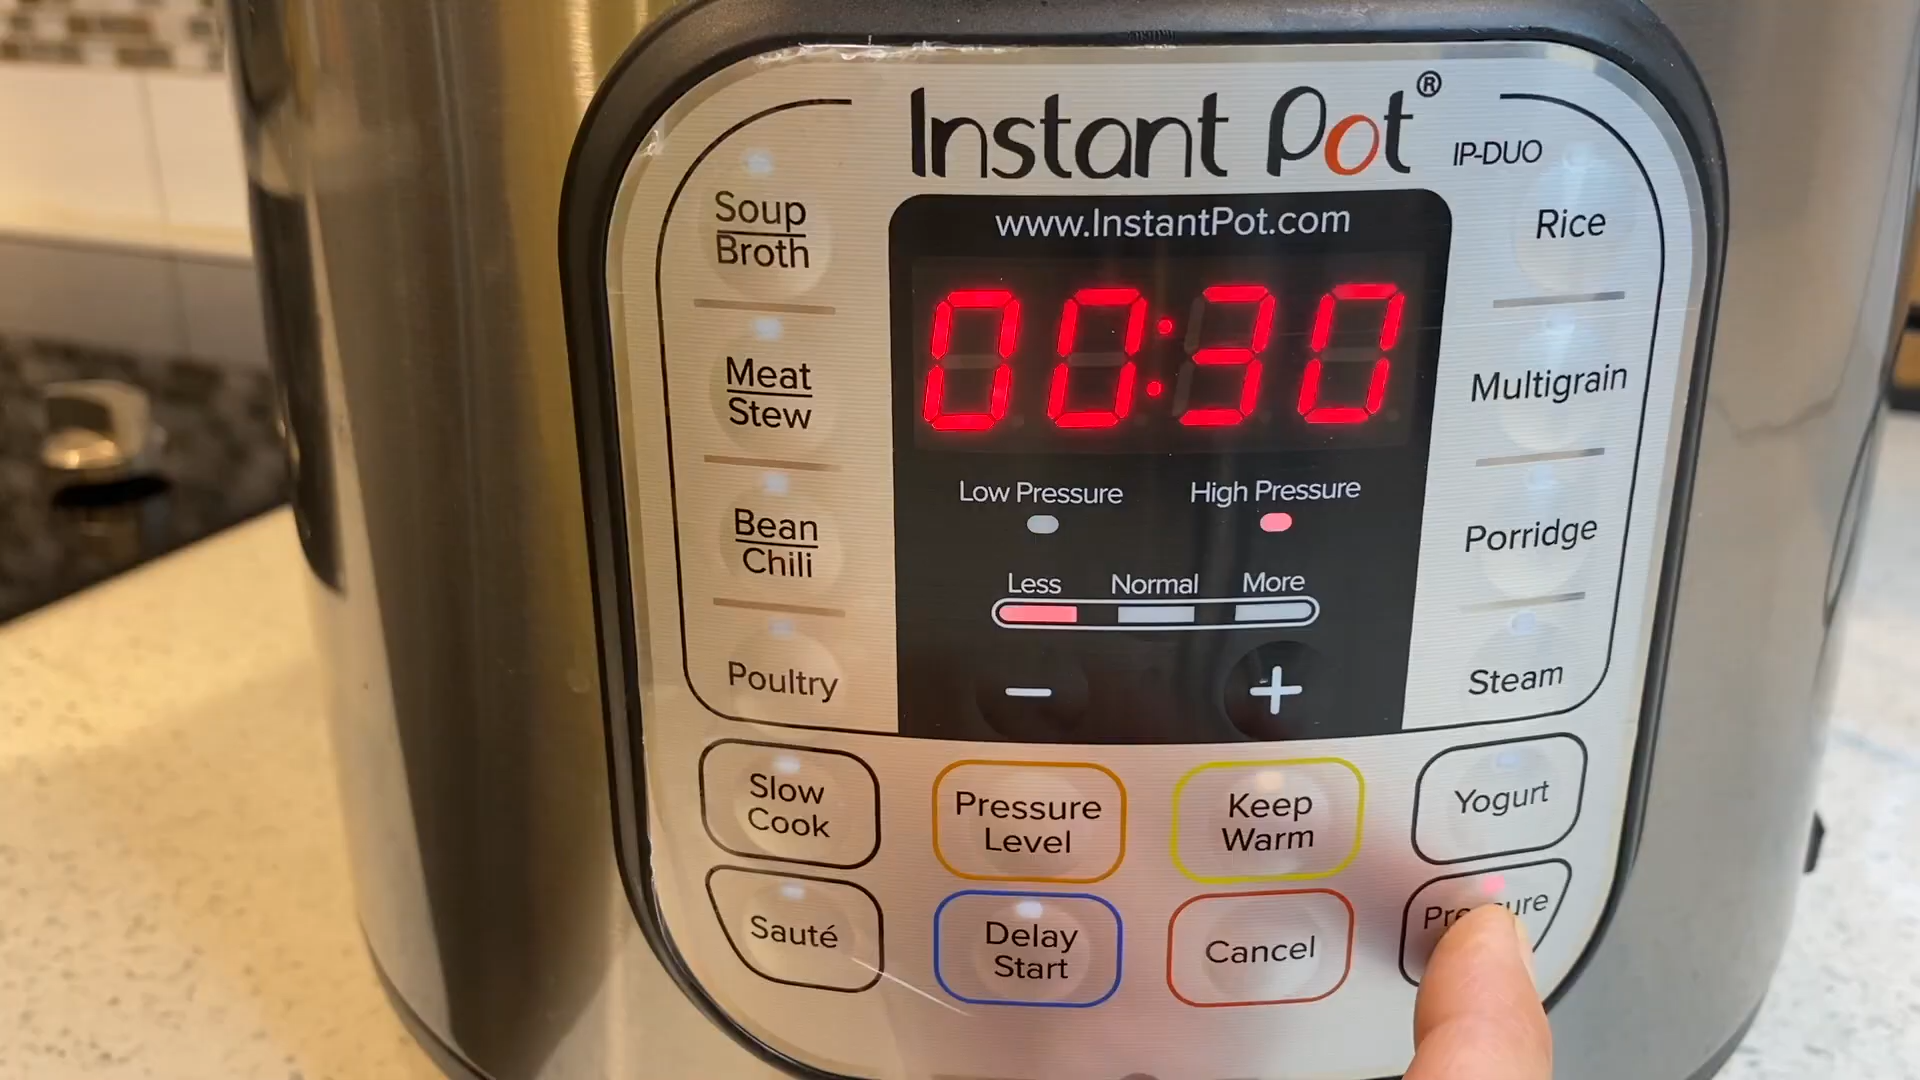 Instant Pot®
IP-DUO
www.InstantPot.com
00:30
Low Pressure
High Pressure
Less
Normal
More
−
+
Soup
Broth
Meat
Stew
Bean
Chili
Poultry
Rice
Multigrain
Porridge
Steam
Slow
Cook
Pressure
Level
Keep
Warm
Yogurt
Sauté
Delay
Start
Cancel